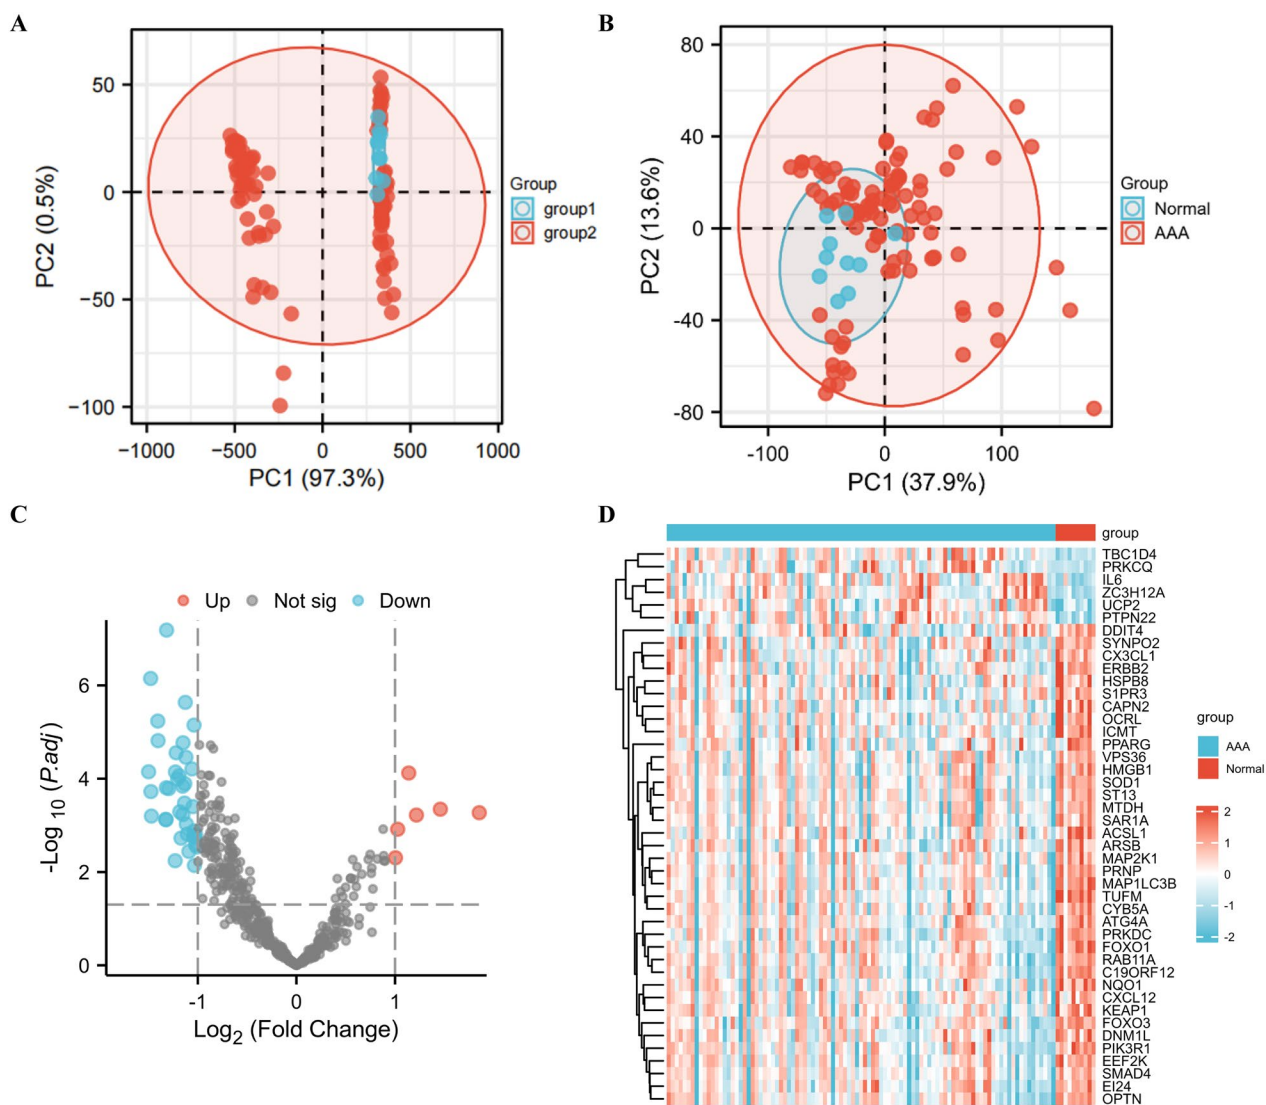 A
50
0
−50
−100
PC2 (0.5%)
−1000
−500
0
500
1000
PC1 (97.3%)
Group
group1
group2
B
80
40
0
-40
-80
PC2 (13.6%)
-100
0
100
PC1 (37.9%)
Group
Normal
AAA
C
Up
Not sig
Down
6
4
2
0
-Log 10 (P.adj)
-1
0
1
Log2 (Fold Change)
D
group
TBC1D4
PRKCQ
IL6
ZC3H12A
UCP2
PTPN22
DDIT4
SYNPO2
CX3CL1
ERBB2
HSPB8
S1PR3
CAPN2
OCRL
ICMT
PPARG
VPS36
HMGB1
SOD1
ST13
MTDH
SAR1A
ACSL1
ARSB
MAP2K1
PRNP
MAP1LC3B
TUFM
CYB5A
ATG4A
PRKDC
FOXO1
RAB11A
C19ORF12
NQO1
CXCL12
KEAP1
FOXO3
DNM1L
PIK3R1
EEF2K
SMAD4
EI24
OPTN
group
AAA
Normal
2
1
0
-1
-2